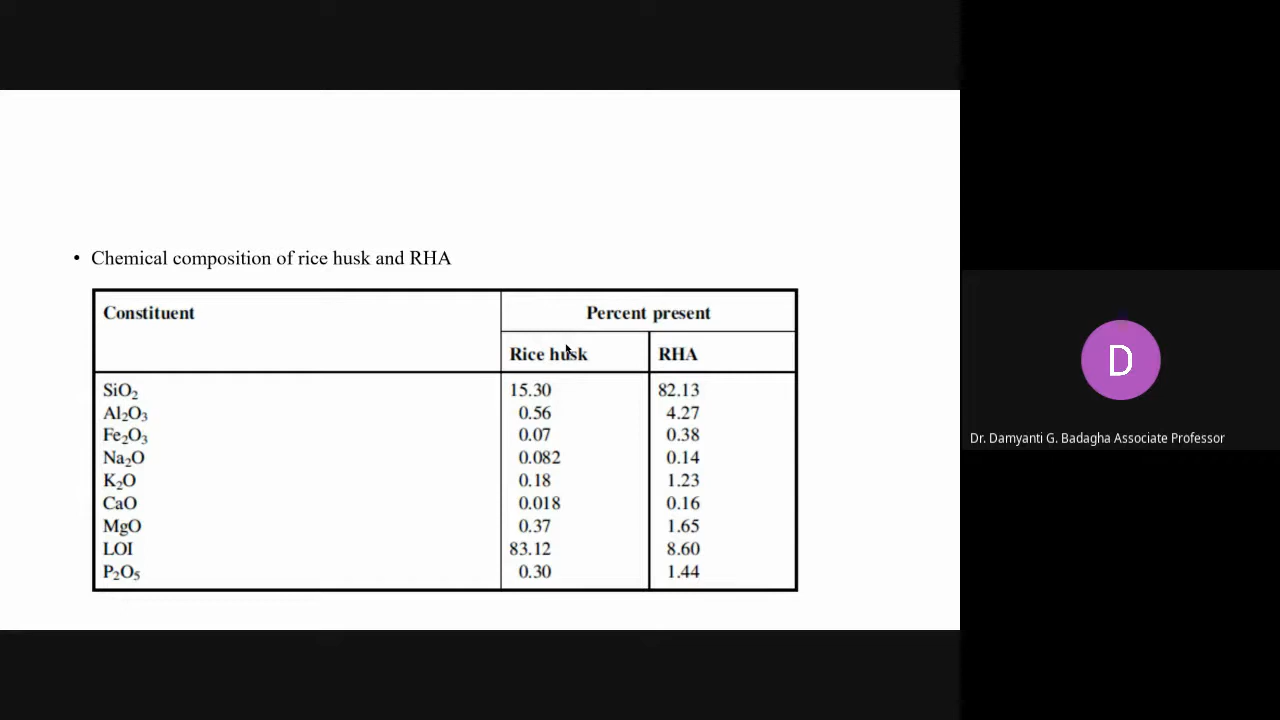 • Chemical composition of rice husk and RHA
Constituent Percent present
Rice husk RHA
SiO₂ 15.30 82.13
Al₂O₃ 0.56 4.27
Fe₂O₃ 0.07 0.38
Na₂O 0.082 0.14
K₂O 0.18 1.23
CaO 0.018 0.16
MgO 0.37 1.65
LOI 83.12 8.60
P₂O₅ 0.30 1.44
D
Dr. Damyanti G. Badagha Associate Professor